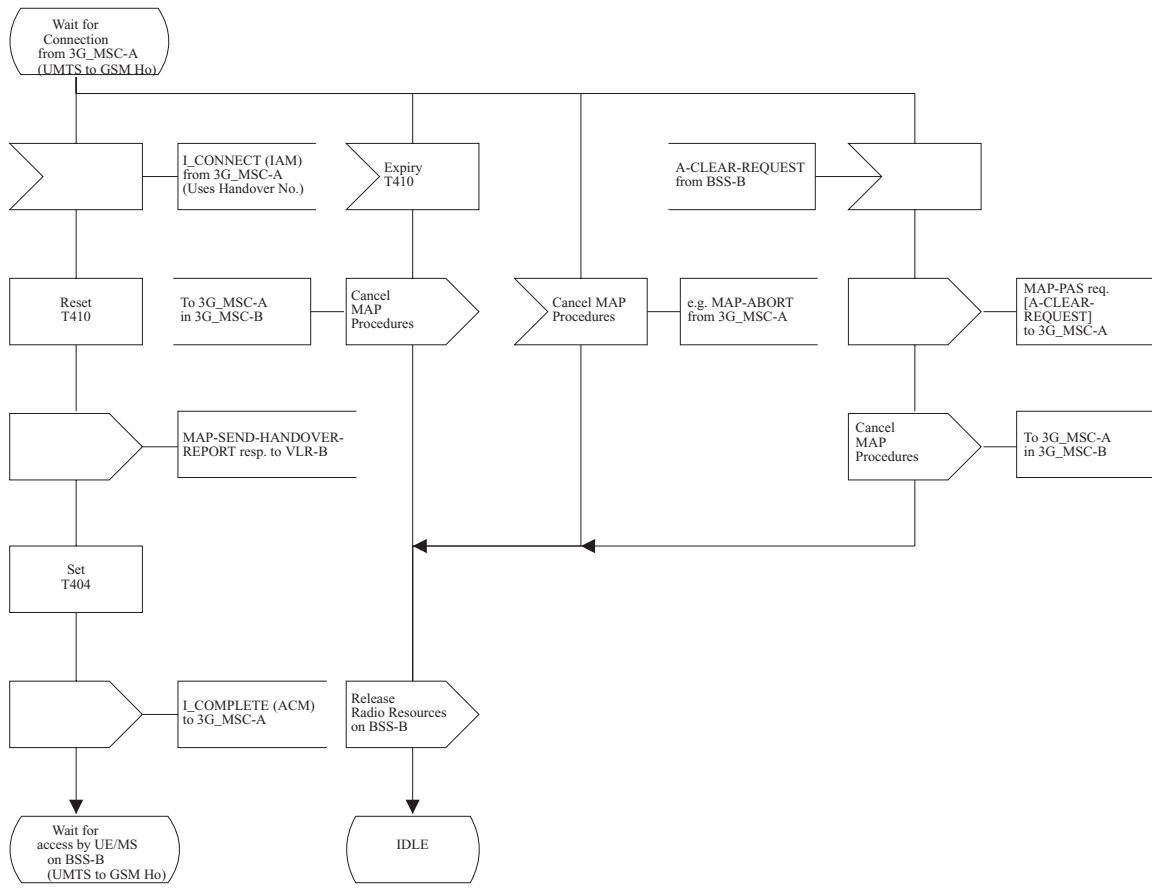 Wait for
Connection
from 3G_MSC-A
(UMTS to GSM Ho)
I_CONNECT (IAM)
from 3G_MSC-A
(Uses Handover No.)
Expiry
T410
A-CLEAR-REQUEST
from BSS-B
Reset
T410
To 3G_MSC-A
in 3G_MSC-B
Cancel
MAP
Procedures
Cancel MAP
Procedures
e.g. MAP-ABORT
from 3G_MSC-A
MAP-PAS req.
[A-CLEAR-
REQUEST]
to 3G_MSC-A
MAP-SEND-HANDOVER-
REPORT resp. to VLR-B
Cancel
MAP
Procedures
To 3G_MSC-A
in 3G_MSC-B
Set
T404
I_COMPLETE (ACM)
to 3G_MSC-A
Release
Radio Resources
on BSS-B
Wait for
access by UE/MS
on BSS-B
(UMTS to GSM Ho)
IDLE